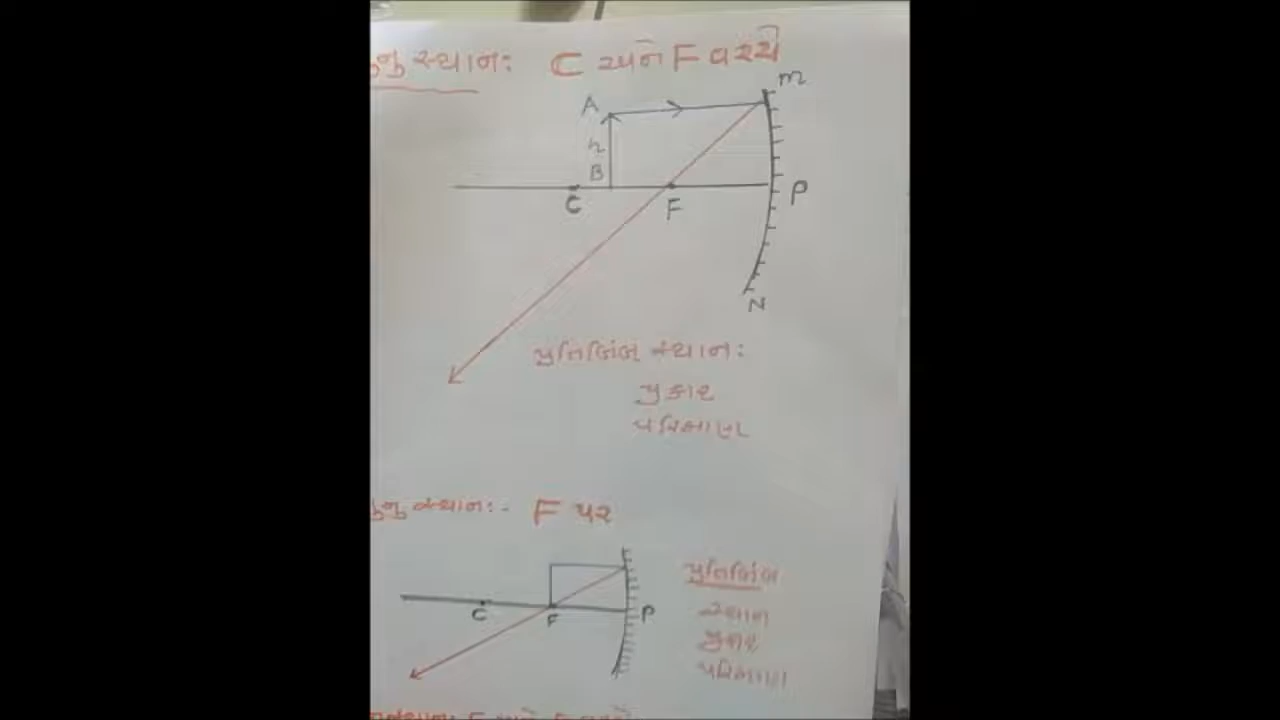 સ્થાન: C અને F વચ્ચે
M
A
h
B
C
F
P
N
પ્રતિબિંબ સ્થાન:
પ્રકાર
પરિમાણ
સ્થાન:- F પર
પ્રતિબિંબ
C
F
P
સ્થાન
પ્રકાર
પરિમાણ